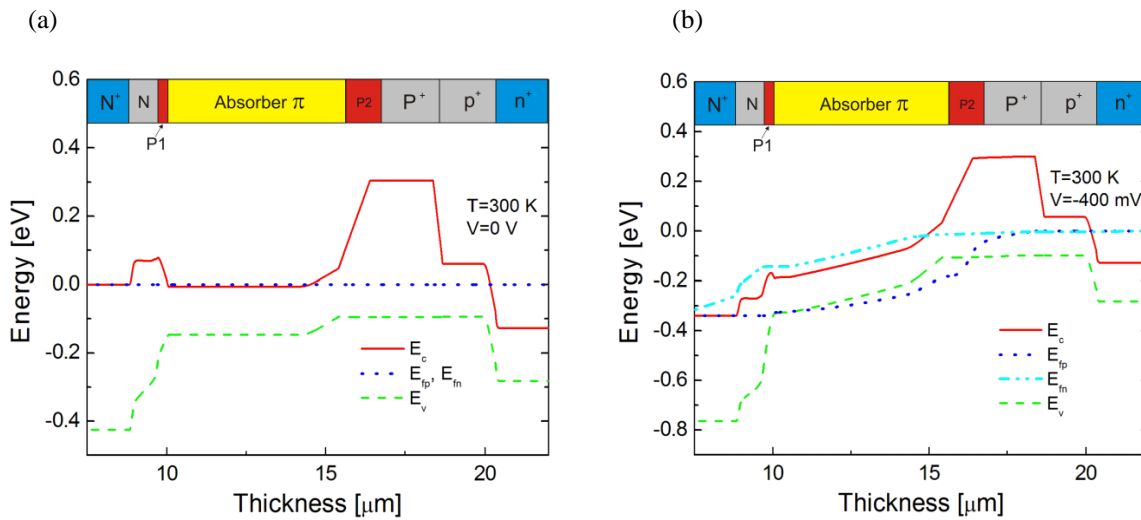 (a)
N+ N Absorber π P2 P+ p+ n+
P1
0.6
0.4
0.2
0.0
-0.2
-0.4
Energy [eV]
T=300 K
V=0 V
Ec
Efp, Efn
Ev
10 15 20
Thickness [μm]
(b)
N+ N Absorber π P2 P+ p+ n+
P1
0.6
0.4
0.2
0.0
-0.2
-0.4
-0.6
-0.8
Energy [eV]
T=300 K
V=-400 mV
Ec
Efp
Efn
Ev
10 15 20
Thickness [μm]